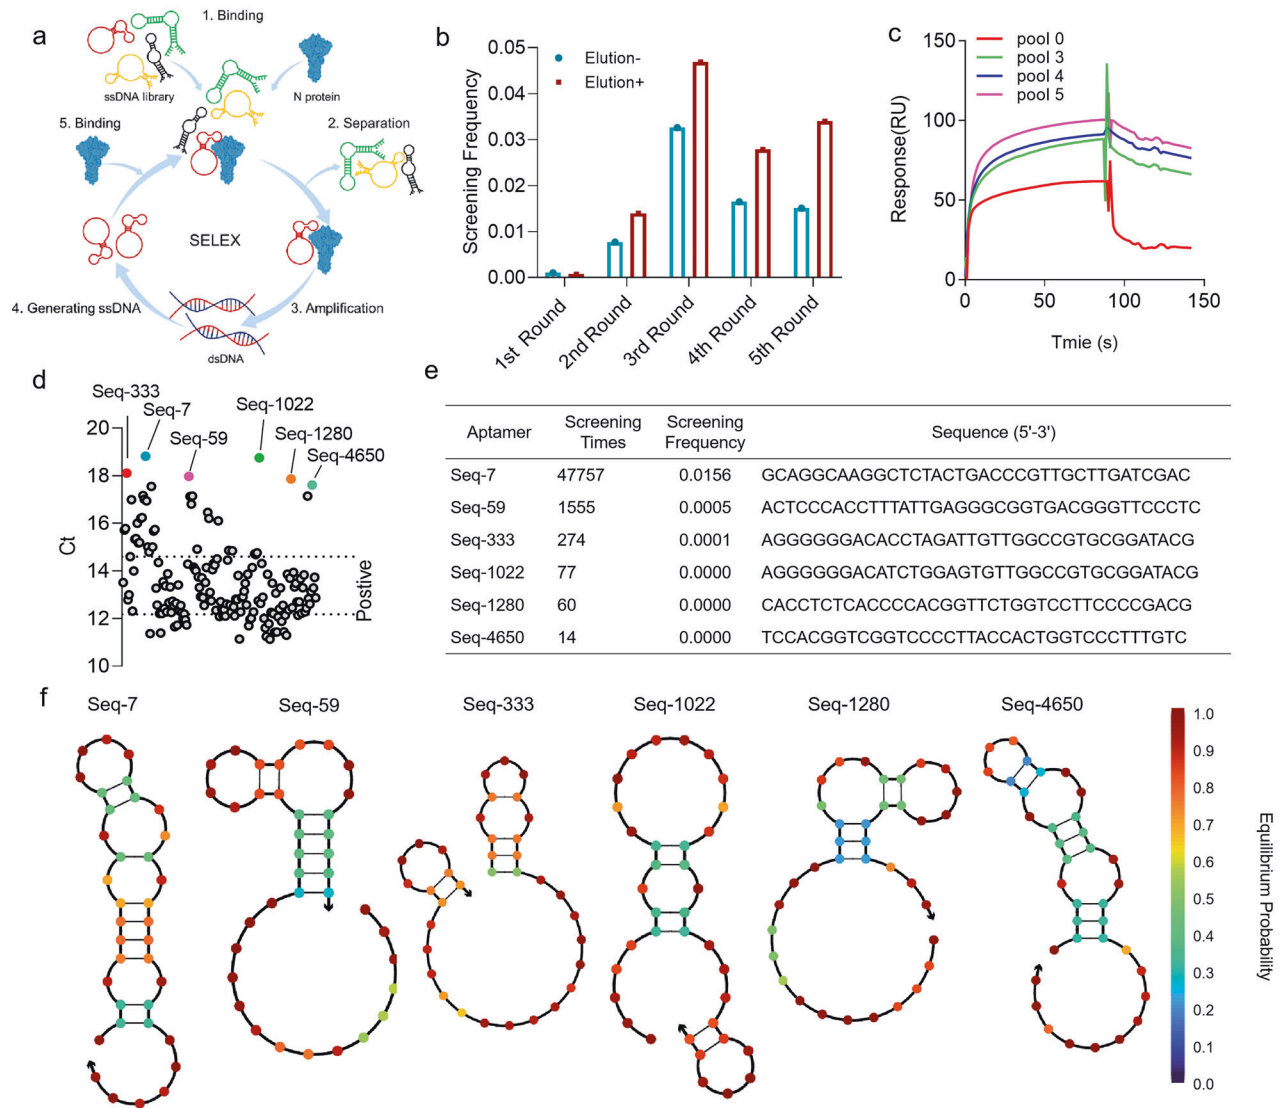 a
1. Binding
ssDNA library
N protein
5. Binding
2. Separation
SELEX
4. Generating ssDNA
3. Amplification
dsDNA
b
Screening Frequency
0.05
0.04
0.03
0.02
0.01
0.00
Elution-
Elution+
1st Round
2nd Round
3rd Round
4th Round
5th Round
c
Response(RU)
150
100
50
0
pool 0
pool 3
pool 4
pool 5
0 50 100 150
Tmie (s)
d
Seq-333
Seq-7
Seq-59
Seq-1022
Seq-1280
Seq-4650
Ct
20
18
16
14
12
10
Postive
e
Aptamer Screening Times Screening Frequency Sequence (5'-3')
Seq-7 47757 0.0156 GCAGGCAAGGCTCTACTGACCCGTTGCTTGATCGAC
Seq-59 1555 0.0005 ACTCCCACCTTTATTGAGGGCGGTGACGGGTTCCCTC
Seq-333 274 0.0001 AGGGGGGACACCTAGATTGTTGGCCGTGCGGATACG
Seq-1022 77 0.0000 AGGGGGGACATCTGGAGTGTTGGCCGTGCGGATACG
Seq-1280 60 0.0000 CACCTCTCACCCCACGGTTCTGGTCCTTCCCCGACG
Seq-4650 14 0.0000 TCCACGGTCGGTCCCCTTACCACTGGTCCCTTTGTC
f
Seq-7
Seq-59
Seq-333
Seq-1022
Seq-1280
Seq-4650
1.0
0.9
0.8
0.7
0.6
0.5
0.4
0.3
0.2
0.1
0.0
Equilibrium Probability